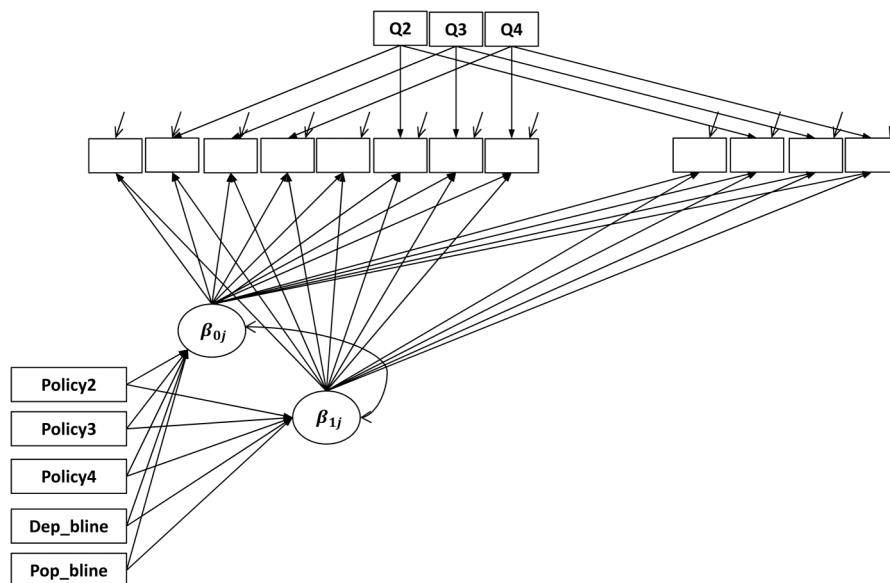 Q2 Q3 Q4
β0j
Policy2
β1j
Policy3
Policy4
Dep_bline
Pop_bline